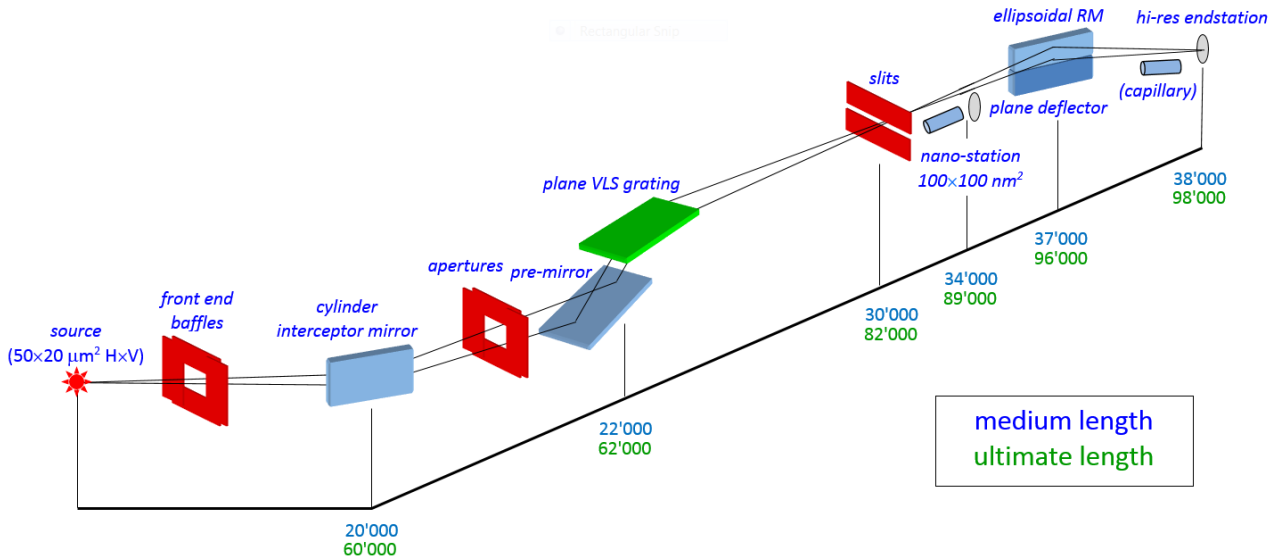 Rectangular Snip
ellipsoidal RM
hi-res endstation
slits
(capillary)
plane deflector
nano-station
100×100 nm²
plane VLS grating
38'000
98'000
37'000
96'000
34'000
89'000
30'000
82'000
apertures
pre-mirror
front end
baffles
cylinder
interceptor mirror
source
(50×20 µm² H×V)
22'000
62'000
medium length
ultimate length
20'000
60'000